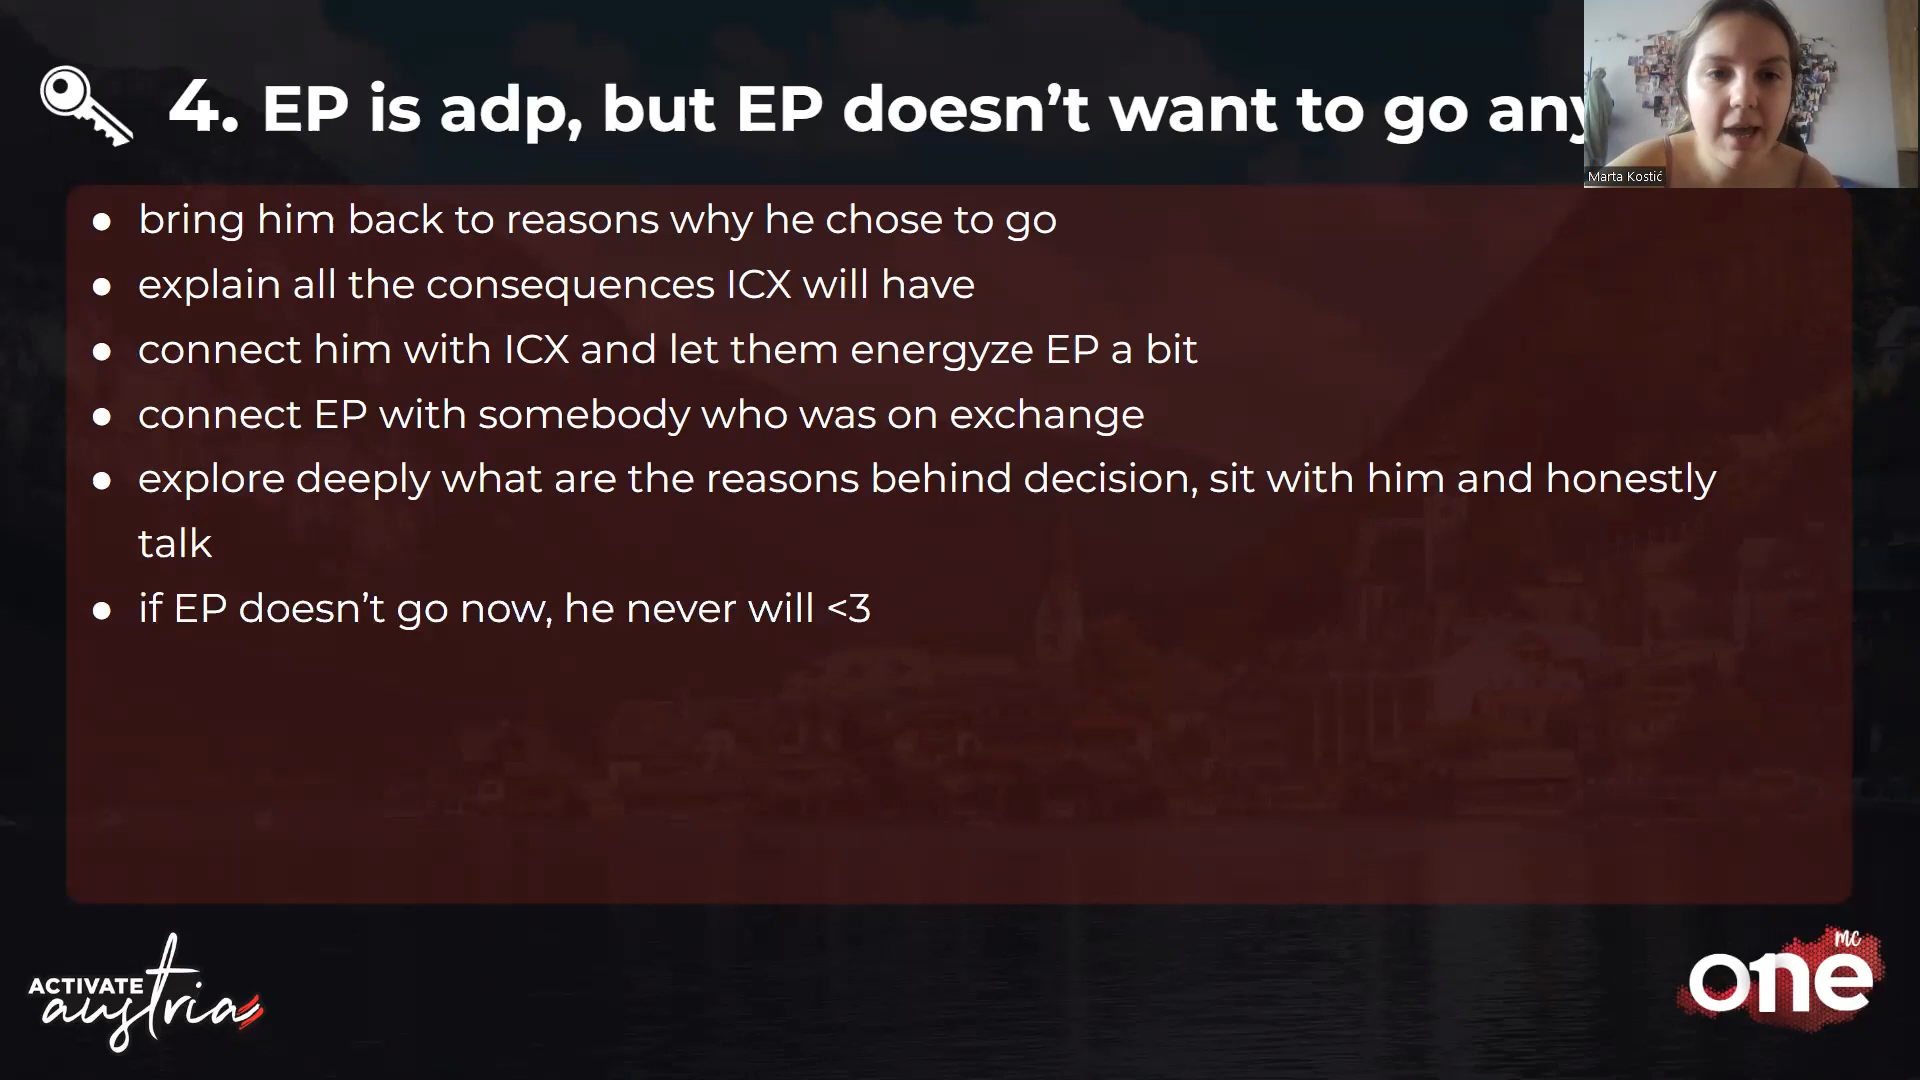 4. EP is adp, but EP doesn’t want to go any
Marta Kostić
● bring him back to reasons why he chose to go
● explain all the consequences ICX will have
● connect him with ICX and let them energyze EP a bit
● connect EP with somebody who was on exchange
● explore deeply what are the reasons behind decision, sit with him and honestly
talk
● if EP doesn’t go now, he never will <3
ACTIVATE
austria
mc
one